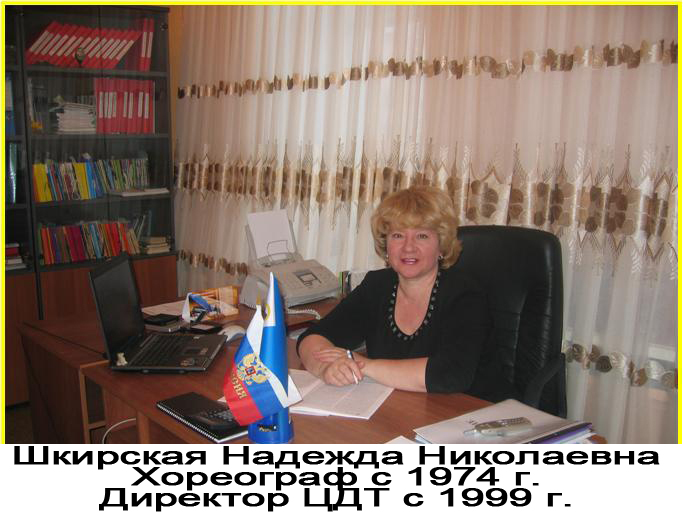 Шкирская Надежда Николаевна
Хореограф с 1974 г.
Директор ЦДТ с 1999 г.